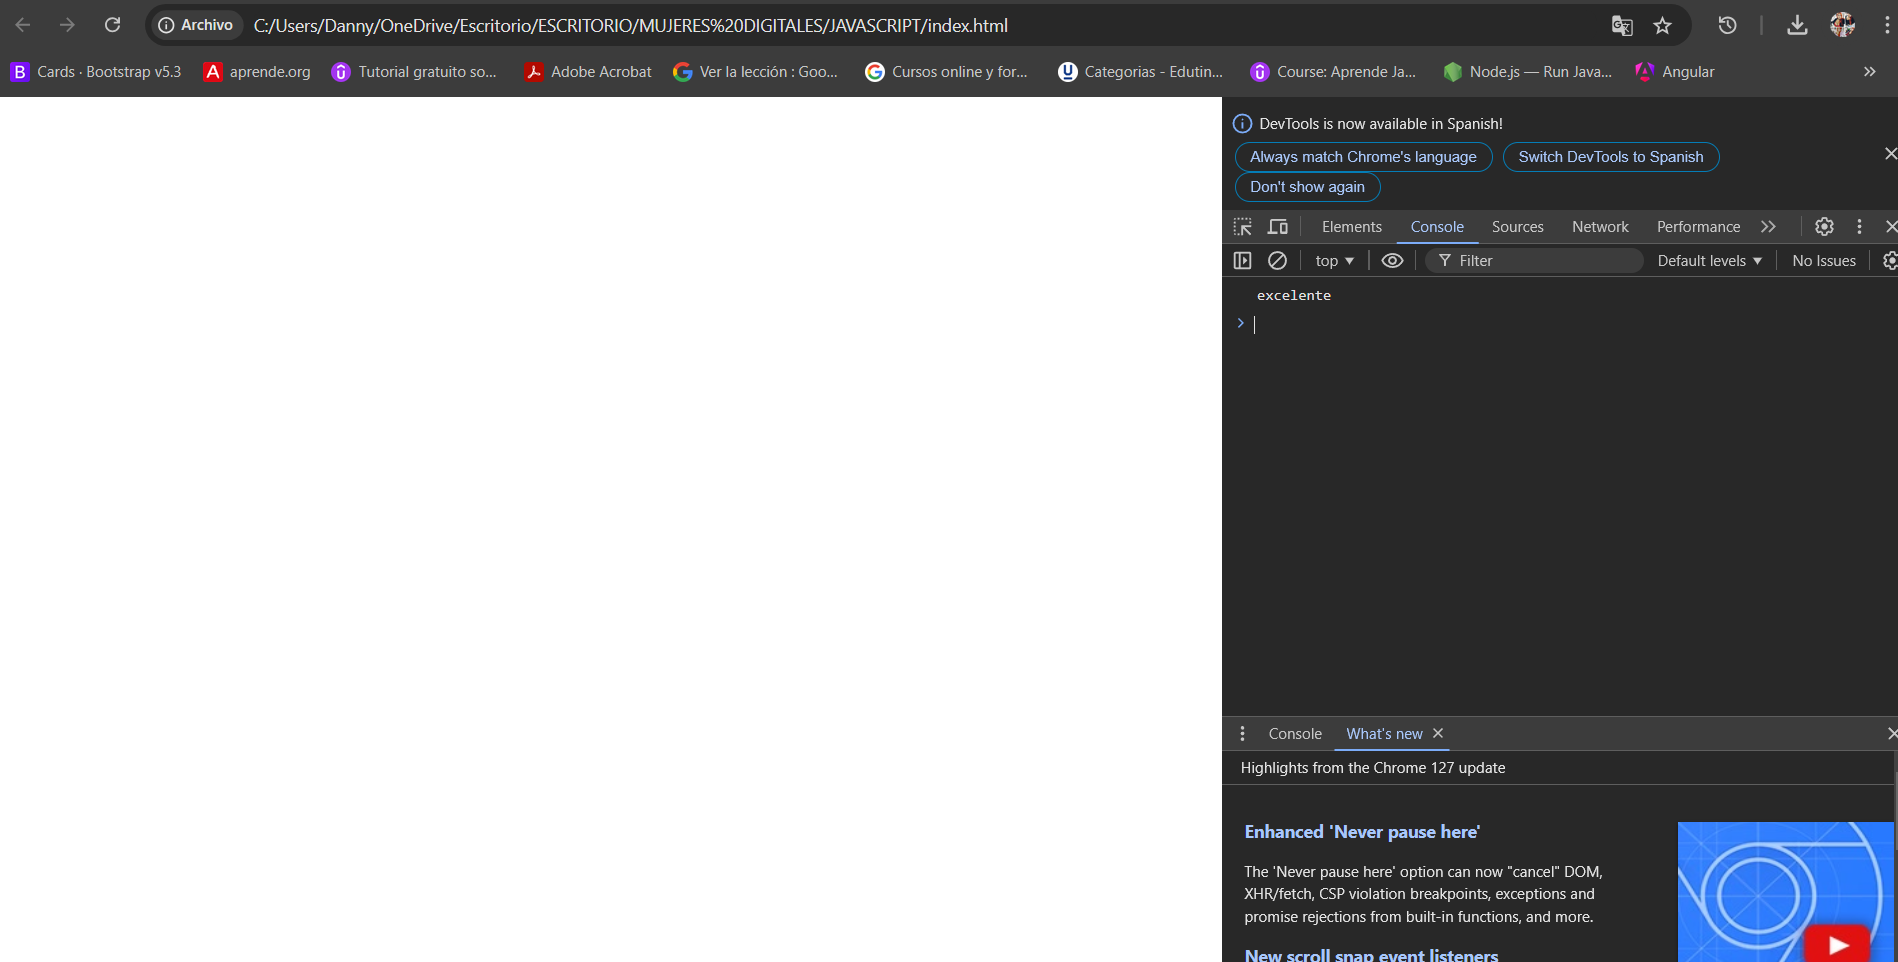 Archivo C:/Users/Danny/OneDrive/Escritorio/ESCRITORIO/MUJERES%20DIGITALES/JAVASCRIPT/index.html
B Cards · Bootstrap v5.3 A aprende.org Tutorial gratuito so... Adobe Acrobat Ver la lección : Goo... Cursos online y for... Categorias - Edutin... Course: Aprende Ja... Node.js — Run Java... Angular »
DevTools is now available in Spanish!
Always match Chrome's language Switch DevTools to Spanish
Don't show again
Elements Console Sources Network Performance
top Filter Default levels No Issues
excelente
Console What's new
Highlights from the Chrome 127 update
Enhanced 'Never pause here'
The 'Never pause here' option can now "cancel" DOM,
XHR/fetch, CSP violation breakpoints, exceptions and
promise rejections from built-in functions, and more.
New scroll snap event listeners